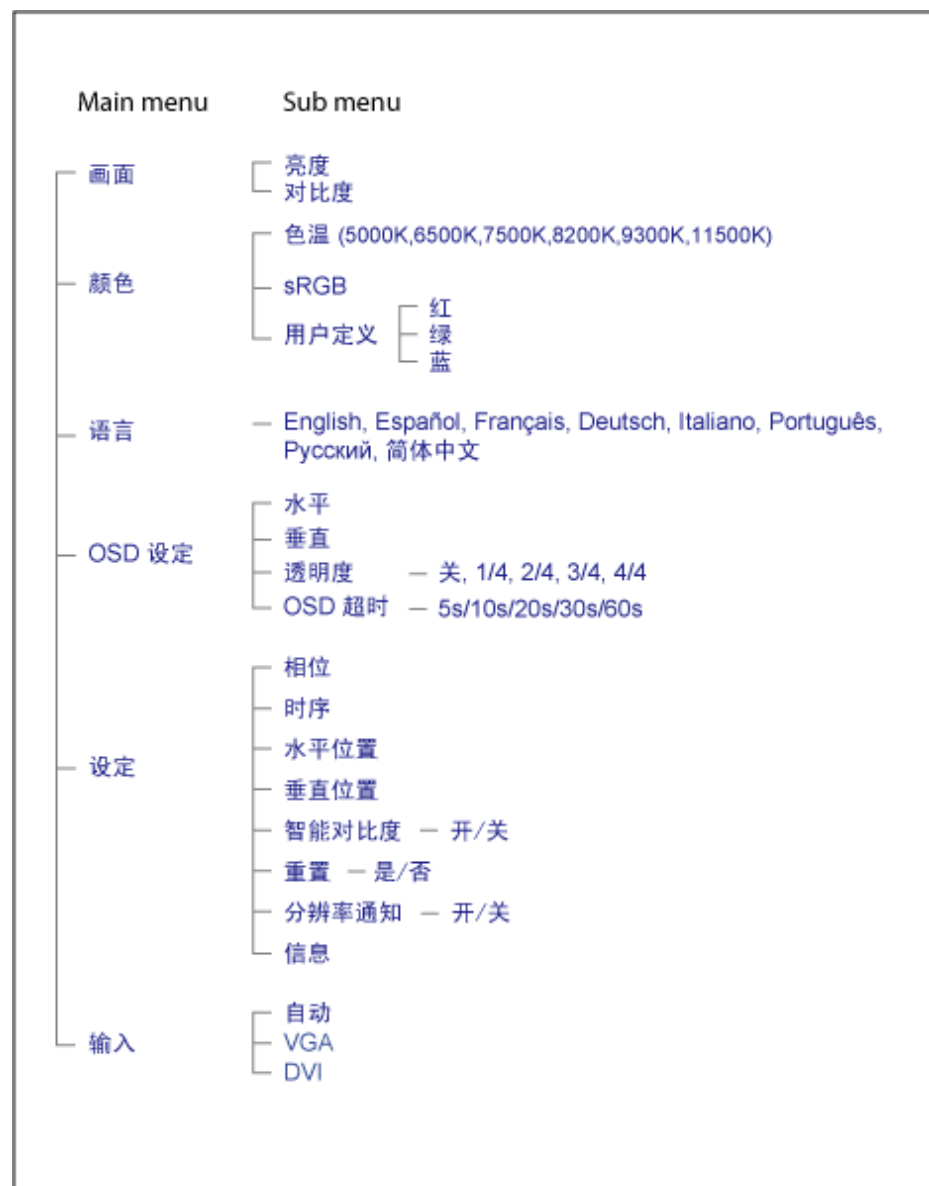 Main menu Sub menu
画面
亮度
对比度
颜色
色温 (5000K,6500K,7500K,8200K,9300K,11500K)
sRGB
用户定义
红
绿
蓝
语言
English, Español, Français, Deutsch, Italiano, Português,
Русский, 简体中文
OSD 设定
水平
垂直
透明度 — 关, 1/4, 2/4, 3/4, 4/4
OSD 超时 — 5s/10s/20s/30s/60s
设定
相位
时序
水平位置
垂直位置
智能对比度 — 开/关
重置 — 是/否
分辨率通知 — 开/关
信息
输入
自动
VGA
DVI